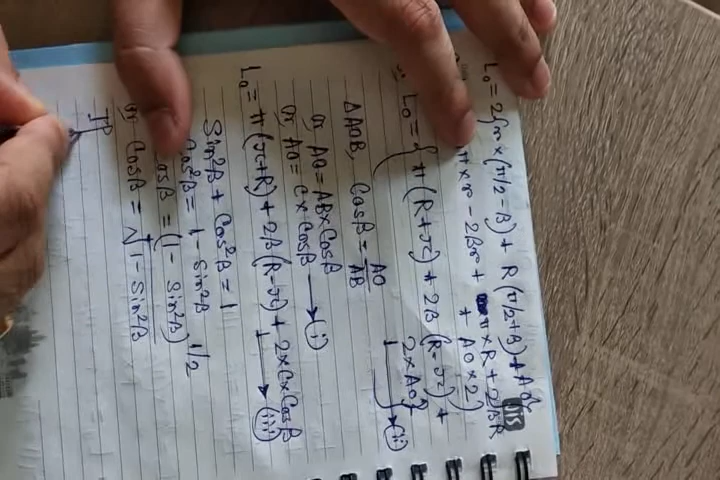 L₀ = 2{r × (π/2 - β) + R (π/2 + β) + AO}
π × r - 2βr + π × R + 2βR
+ AO × 2)
L₀ = { π (R + r) + 2β (R - r) +
2 × AO} → (i)
Δ AOB, Cosβ = AO/AB
or AO = AB × Cosβ
or AO = C × Cosβ → (i)
L₀ = π (r + R) + 2β (R - r) + 2 × C × Cosβ
→ (iii)
Sin²β + Cos²β = 1
Cos²β = 1 - Sin²β
Cosβ = (1 - Sin²β)^1/2
or Cosβ = √1 - Sin²β